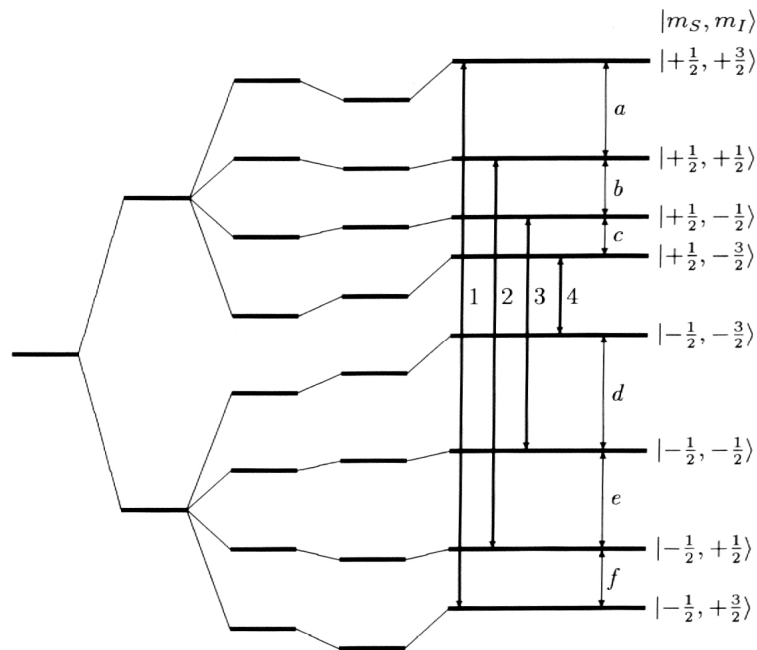 |m_S, m_I⟩
|+1/2, +3/2⟩
a
|+1/2, +1/2⟩
b
|+1/2, −1/2⟩
c
|+1/2, −3/2⟩
1 2 3 4
|−1/2, −3/2⟩
d
|−1/2, −1/2⟩
e
|−1/2, +1/2⟩
f
|−1/2, +3/2⟩